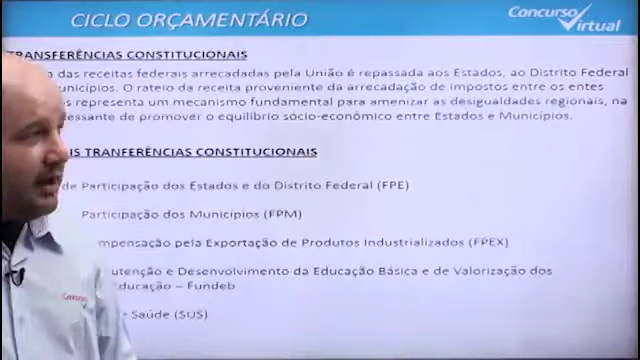 CICLO ORÇAMENTÁRIO
Concurso Virtual
TRANSFERÊNCIAS CONSTITUCIONAIS
das receitas federais arrecadadas pela União é repassada aos Estados, ao Distrito Federal
unicípios. O rateio da receita proveniente da arrecadação de impostos entre os entes
s representa um mecanismo fundamental para amenizar as desigualdades regionais, na
essante de promover o equilíbrio sócio-econômico entre Estados e Municípios.
IS TRANFERÊNCIAS CONSTITUCIONAIS
de Participação dos Estados e do Distrito Federal (FPE)
Participação dos Municípios (FPM)
mpensação pela Exportação de Produtos Industrializados (FPEX)
utenção e Desenvolvimento da Educação Básica e de Valorização dos
Educação – Fundeb
Saúde (SUS)